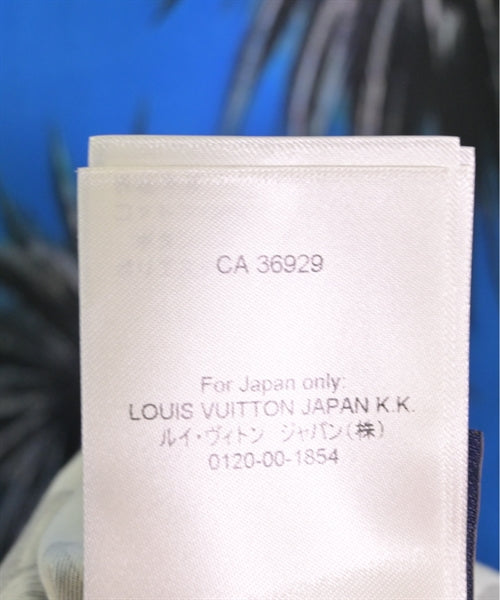 CA 36929
For Japan only:
LOUIS VUITTON JAPAN K.K.
ルイ・ヴィトン ジャパン(株)
0120-00-1854